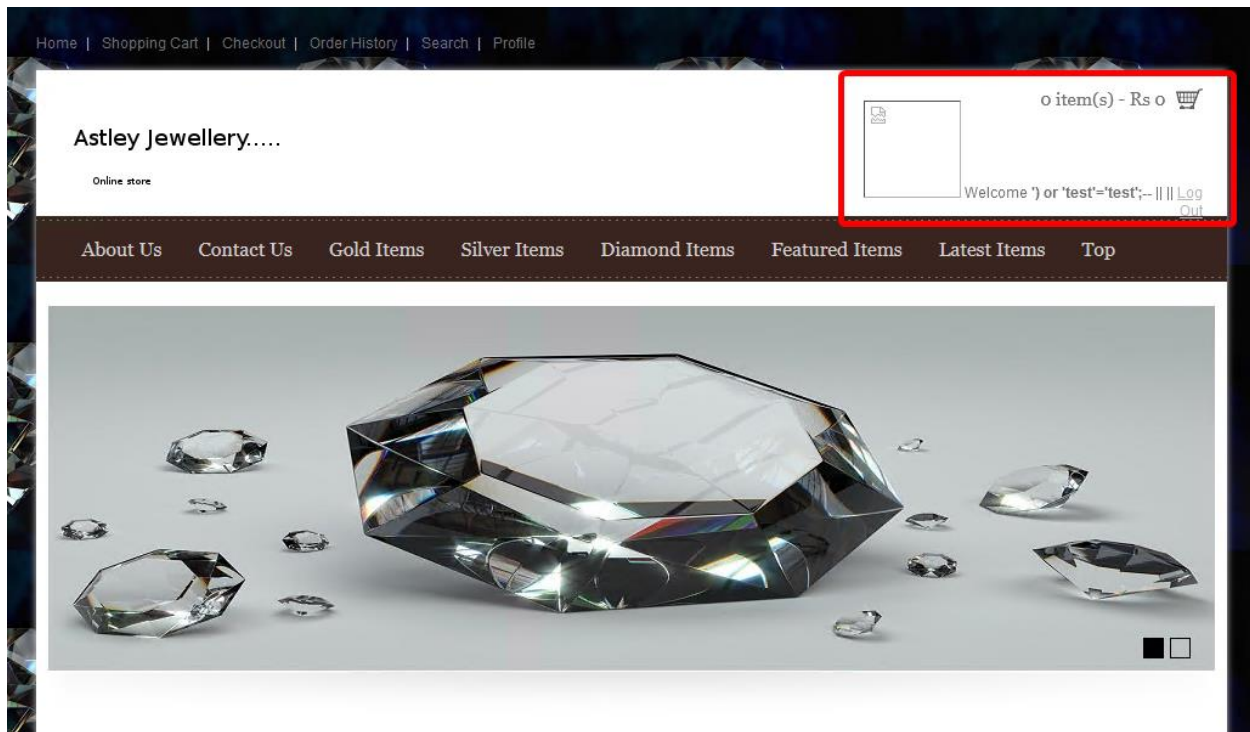 Home | Shopping Cart | Checkout | Order History | Search | Profile
0 item(s) - Rs 0
Astley Jewellery.....
Online store
Welcome ') or 'test'='test';-- || || Log
Out
About Us Contact Us Gold Items Silver Items Diamond Items Featured Items Latest Items Top